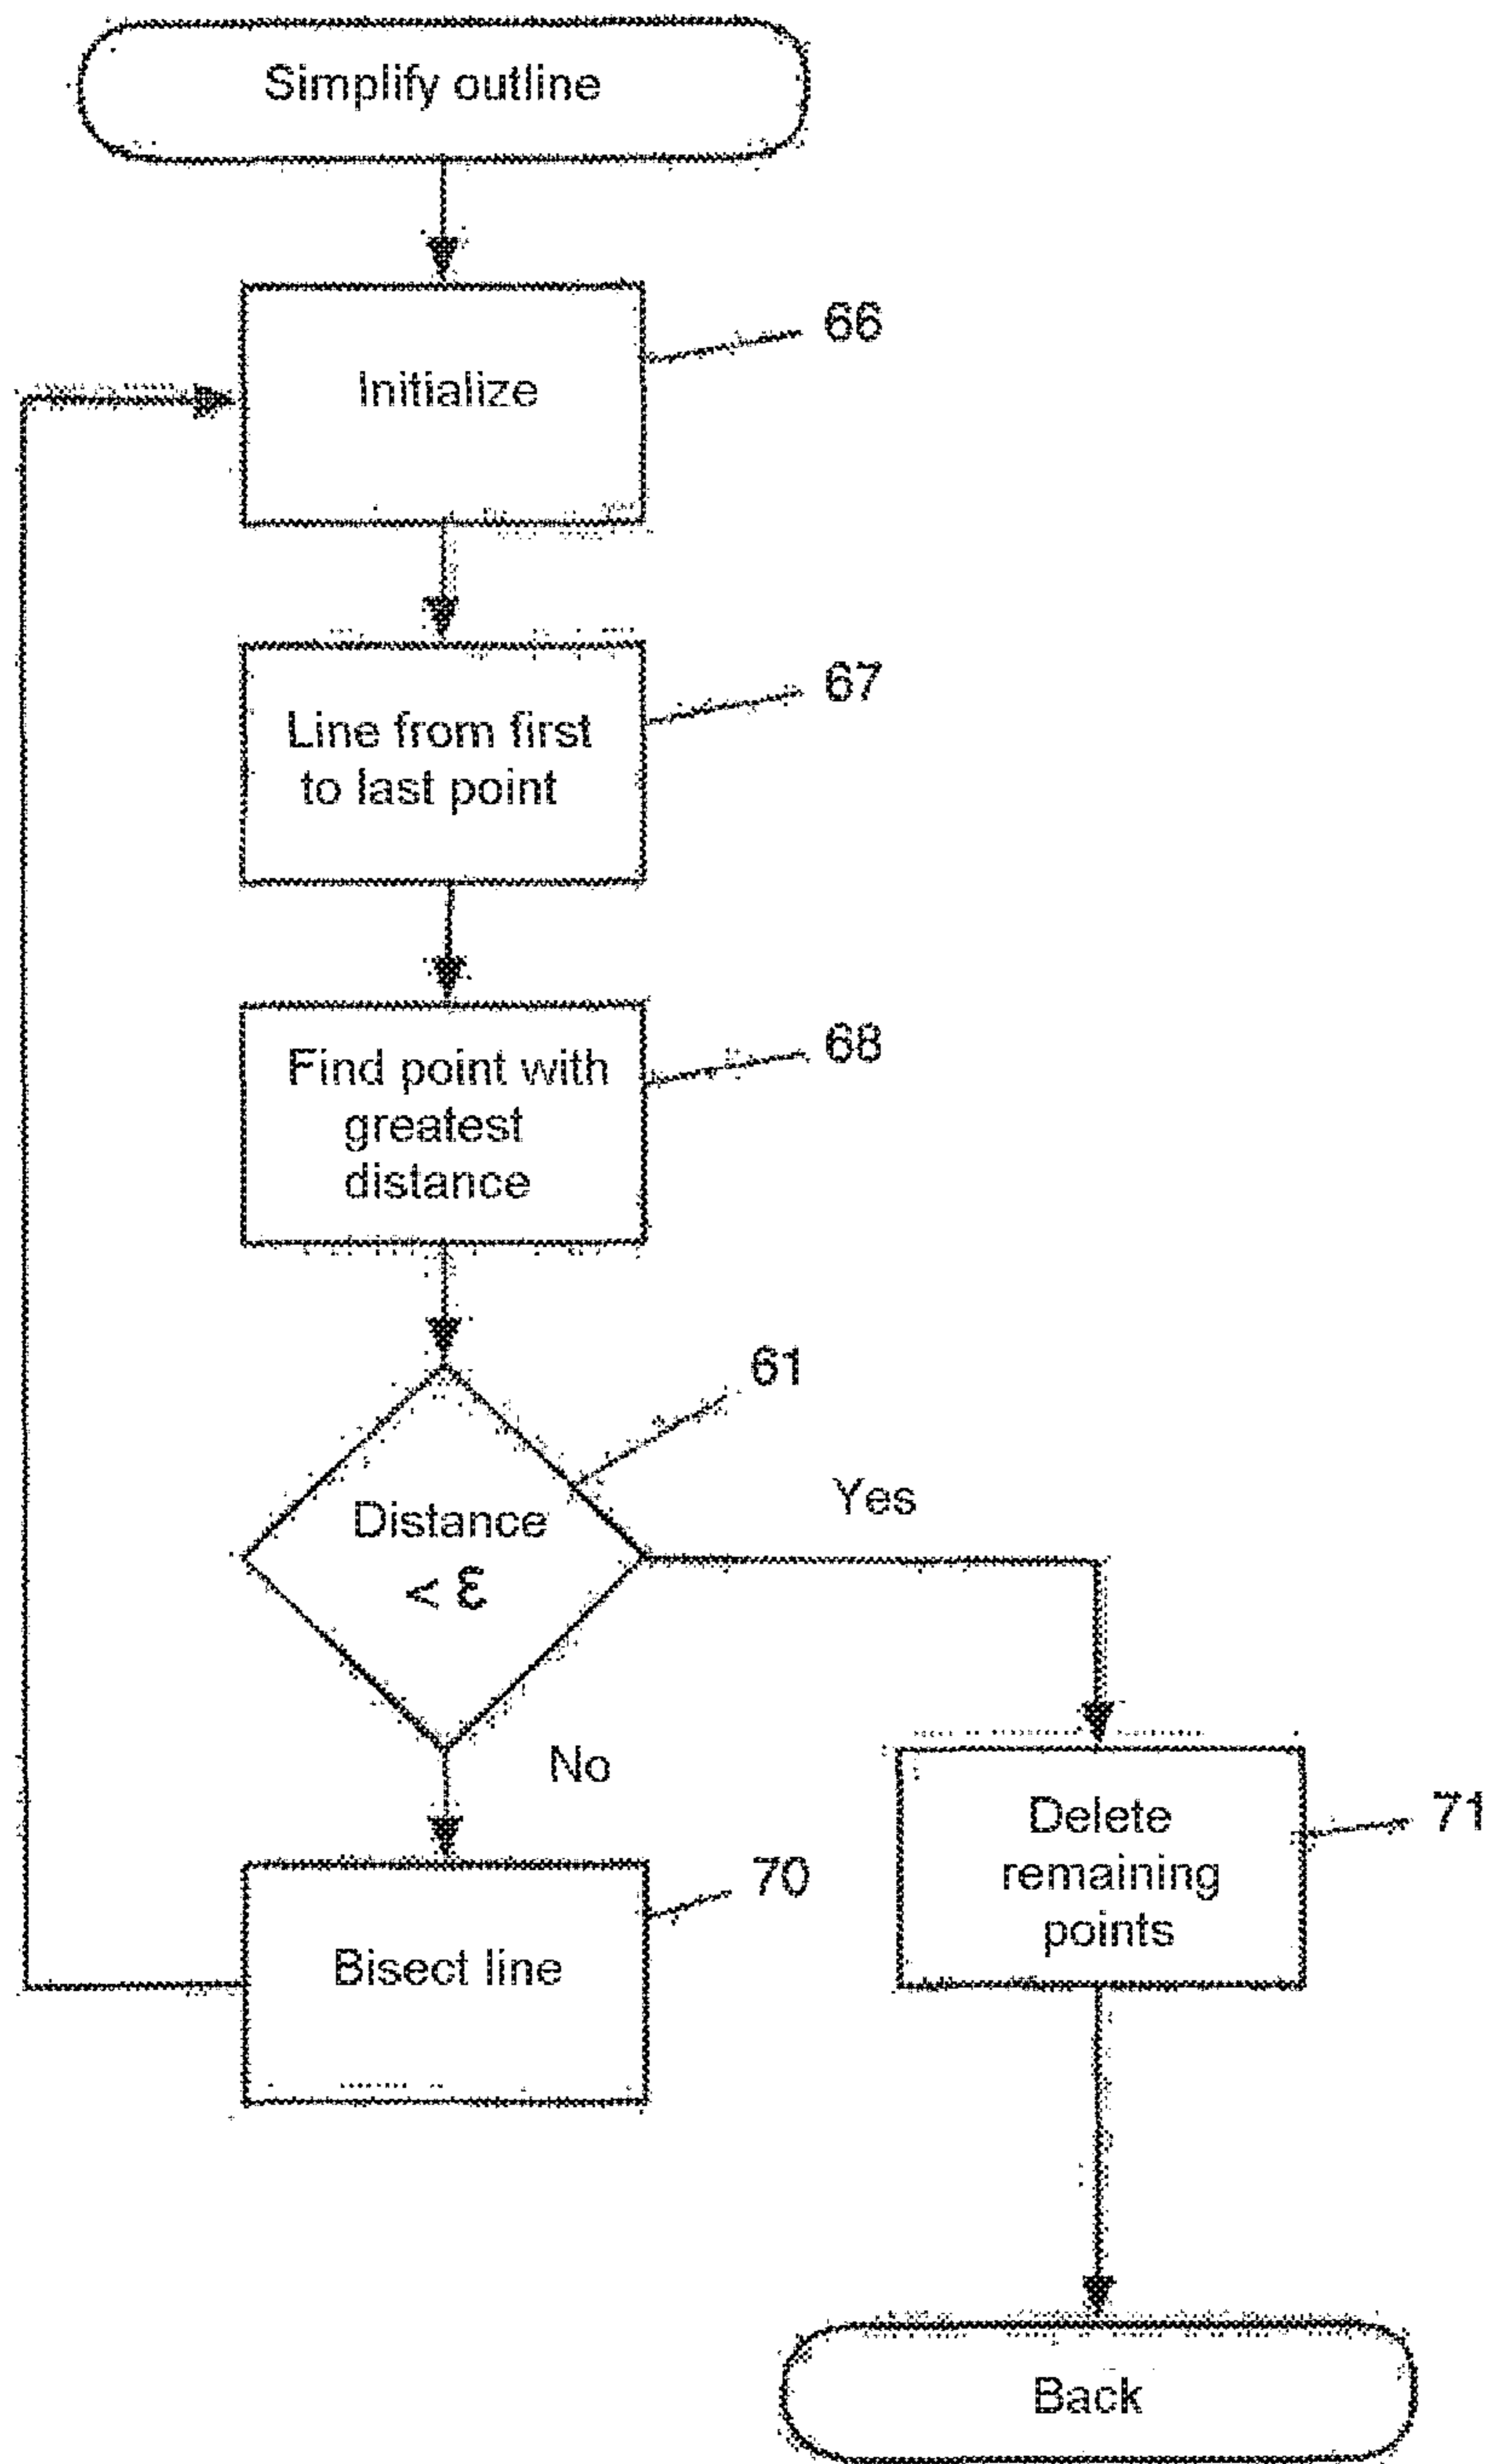 Simplify outline
66
Initialize
67
Line from first
to last point
68
Find point with
greatest
distance
61
Distance
< ε
Yes
No
70
Bisect line
71
Delete
remaining
points
Back